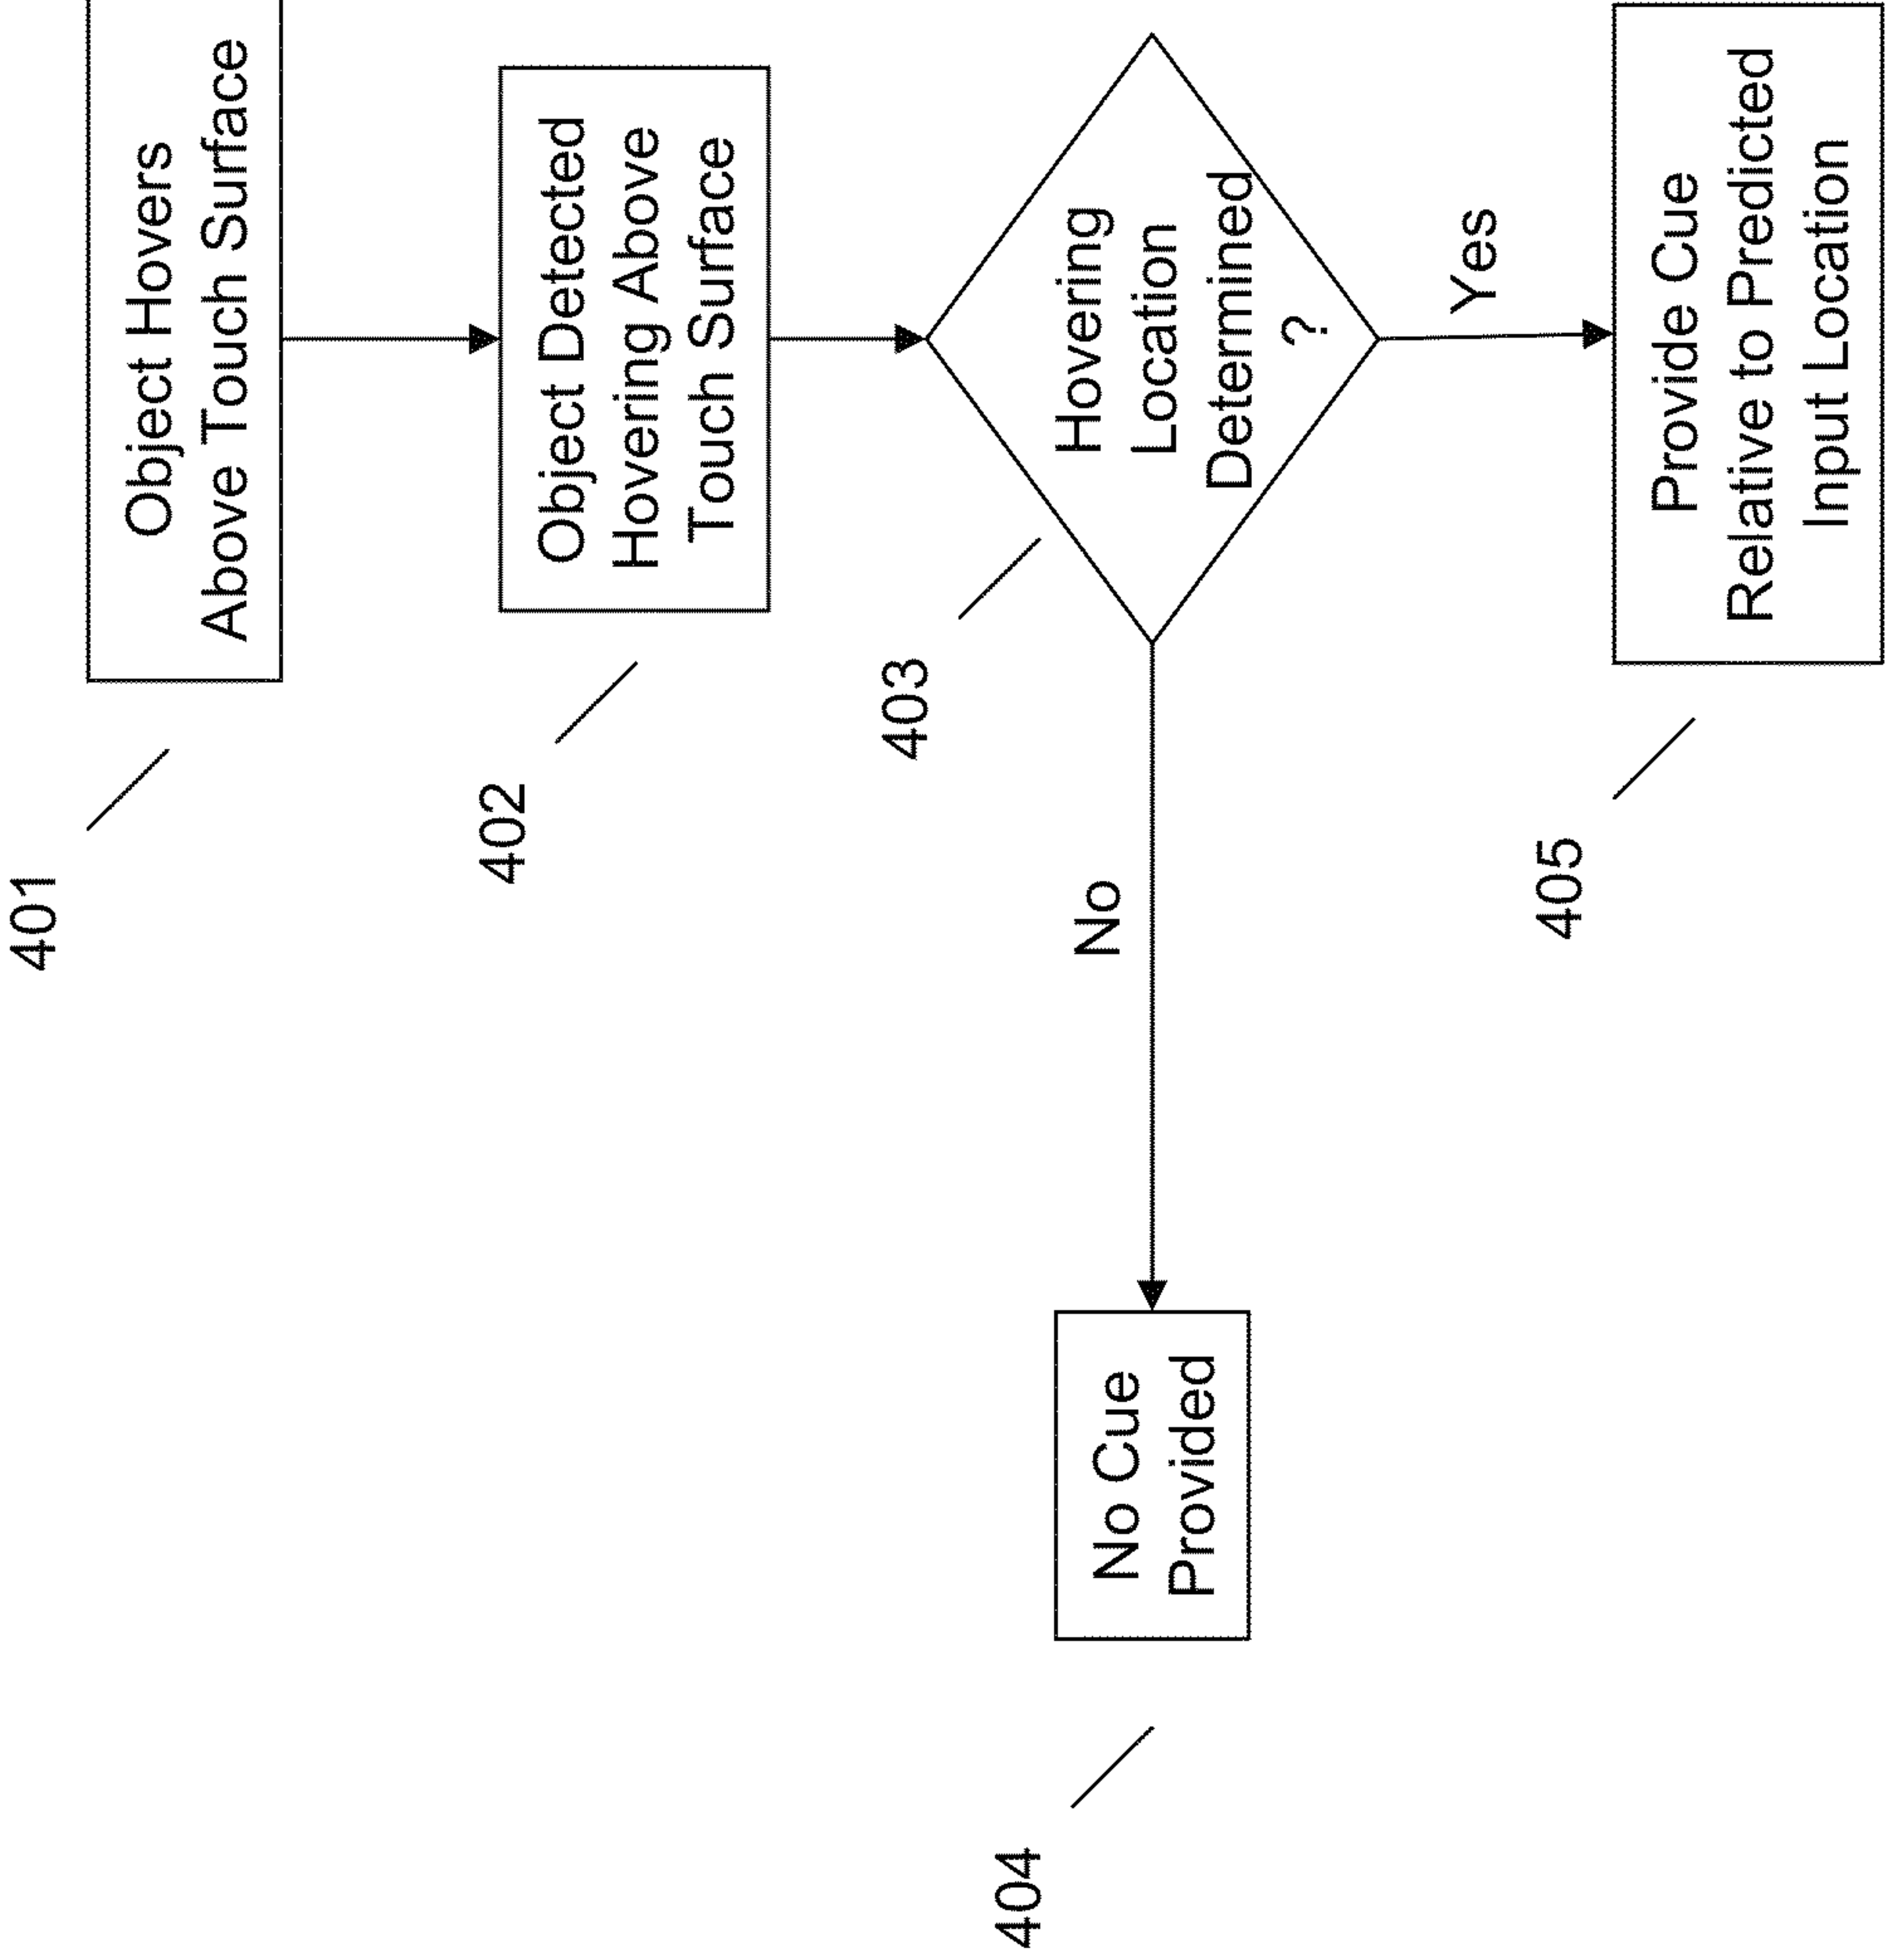 401
Object Hovers
Above Touch Surface
402
Object Detected
Hovering Above
Touch Surface
403
Hovering
Location
Determined
?
No
Yes
404
No Cue
Provided
405
Provide Cue
Relative to Predicted
Input Location